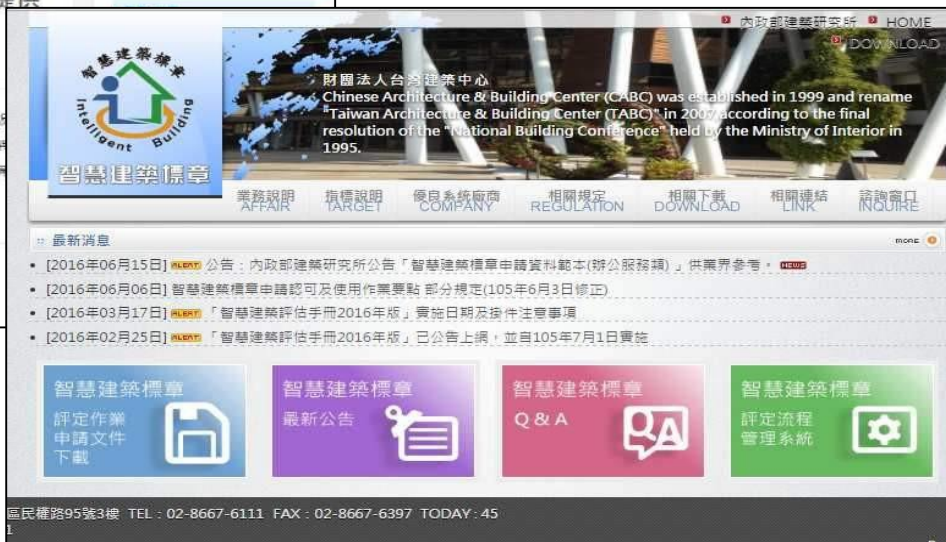 內政部建築研究所 HOME
DOWNLOAD
智慧建築標章
Intelligent Building
智慧建築標章
財團法人台灣建築中心
Chinese Architecture & Building Center (CABC) was established in 1999 and rename
"Taiwan Architecture & Building Center (TABC)" in 2007 according to the final
resolution of the "National Building Conference" held by the Ministry of Interior in
1995.
業務說明 指標說明 優良系統廠商 相關規定 相關下載 相關連結 諮詢窗口
AFFAIR TARGET COMPANY REGULATION DOWNLOAD LINK INQUIRE
最新消息 MORE
[2016年06月15日] ALERT 公告：內政部建築研究所公告「智慧建築標章申請資料範本(辦公服務類)」供業界參考。 NEWS
[2016年06月06日] 智慧建築標章申請認可及使用作業要點 部分規定(105年6月3日修正)
[2016年03月17日] ALERT 「智慧建築評估手冊2016年版」實施日期及掛件注意事項
[2016年02月25日] ALERT 「智慧建築評估手冊2016年版」已公告上網，並自105年7月1日實施
智慧建築標章
評定作業
申請文件
下載
智慧建築標章
最新公告
智慧建築標章
Q & A
QA
智慧建築標章
評定流程
管理系統
區民權路95號3樓 TEL : 02-8667-6111 FAX : 02-8667-6397 TODAY : 45
1